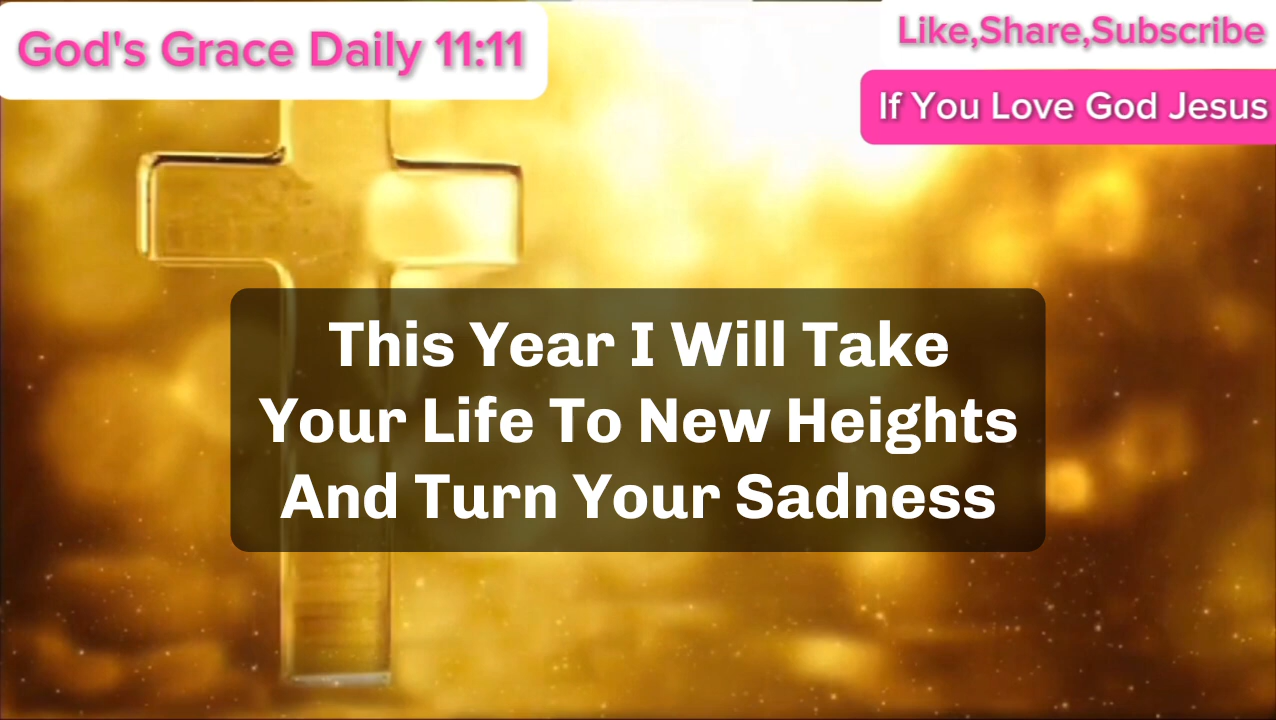 God's Grace Daily 11:11
Like,Share,Subscribe
If You Love God Jesus
This Year I Will Take
Your Life To New Heights
And Turn Your Sadness